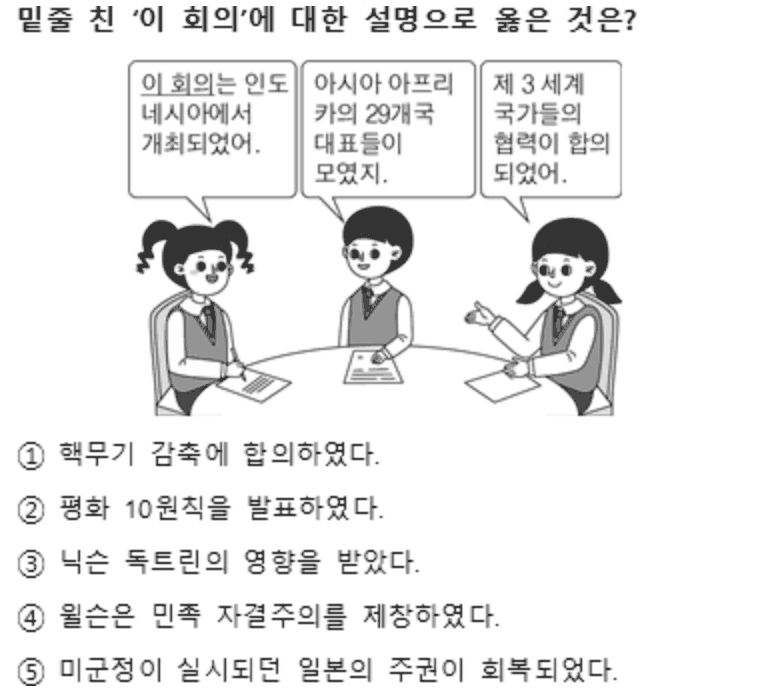 밑줄 친 ‘이 회의’에 대한 설명으로 옳은 것은?
이 회의는 인도
네시아에서
개최되었어.
아시아 아프리
카의 29개국
대표들이
모였지.
제 3 세계
국가들의
협력이 합의
되었어.
① 핵무기 감축에 합의하였다.
② 평화 10원칙을 발표하였다.
③ 닉슨 독트린의 영향을 받았다.
④ 윌슨은 민족 자결주의를 제창하였다.
⑤ 미군정이 실시되던 일본의 주권이 회복되었다.